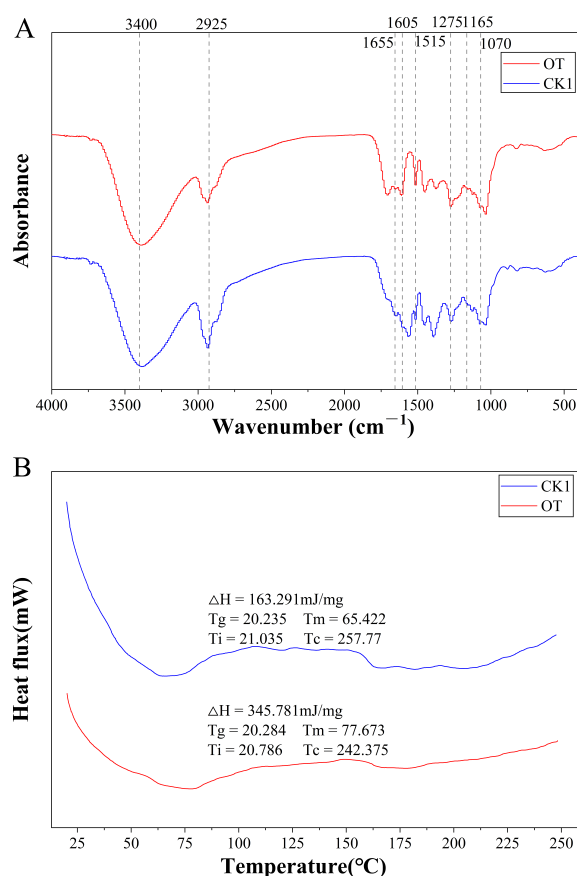 A
3400 2925 1605 1275 1165
1655 1515 1070
OT
CK1
Absorbance
4000 3500 3000 2500 2000 1500 1000 500
Wavenumber (cm⁻¹)
B
CK1
OT
△H = 163.291mJ/mg
Tg = 20.235 Tm = 65.422
Ti = 21.035 Tc = 257.77
△H = 345.781mJ/mg
Tg = 20.284 Tm = 77.673
Ti = 20.786 Tc = 242.375
Heat flux(mW)
25 50 75 100 125 150 175 200 225 250
Temperature(℃)